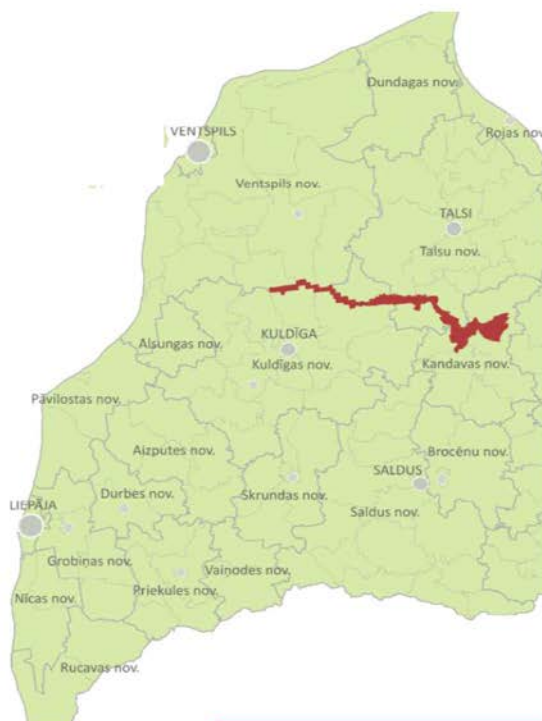 Dundagas nov.
VENTSPILS
Rojas nov.
Ventspils nov.
TALSI
Talsu nov.
KULDĪGA
Alsungas nov.
Kuldīgas nov.
Kandavas nov.
Pāvilostas nov.
Aizputes nov.
Brocēnu nov.
SALDUS
Durbes nov.
Skrundas nov.
LIEPĀJA
Saldus nov.
Grobiņas nov.
Vaiņodes nov.
Priekules nov.
Nīcas nov.
Rucavas nov.